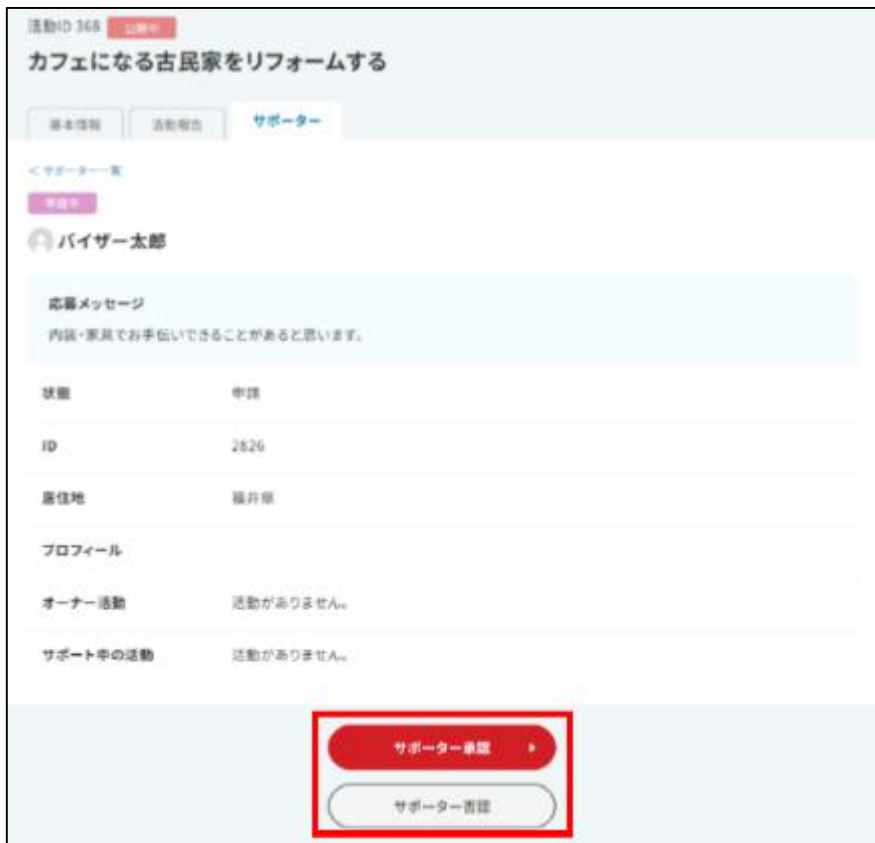 活動ID 368 公開中
カフェになる古民家をリフォームする
基本情報 活動報告 サポーター
＜サポーター一覧
申請中
バイザー太郎
応募メッセージ
内装・家具でお手伝いできることがあると思います。
状態 申請
ID 2826
居住地 福井県
プロフィール
オーナー活動 活動がありません。
サポート中の活動 活動がありません。
サポーター承認
サポーター否認